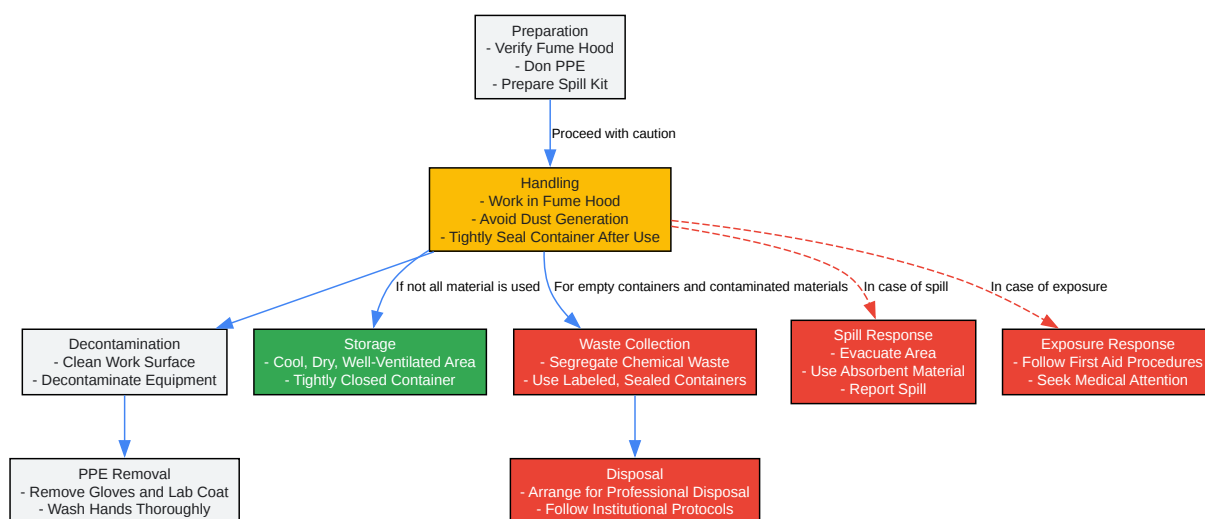 Preparation
- Verify Fume Hood
- Don PPE
- Prepare Spill Kit
Proceed with caution
Handling
- Work in Fume Hood
- Avoid Dust Generation
- Tightly Seal Container After Use
If not all material is used
For empty containers and contaminated materials
In case of spill
In case of exposure
Decontamination
- Clean Work Surface
- Decontaminate Equipment
Storage
- Cool, Dry, Well-Ventilated Area
- Tightly Closed Container
Waste Collection
- Segregate Chemical Waste
- Use Labeled, Sealed Containers
Spill Response
- Evacuate Area
- Use Absorbent Material
- Report Spill
Exposure Response
- Follow First Aid Procedures
- Seek Medical Attention
PPE Removal
- Remove Gloves and Lab Coat
- Wash Hands Thoroughly
Disposal
- Arrange for Professional Disposal
- Follow Institutional Protocols